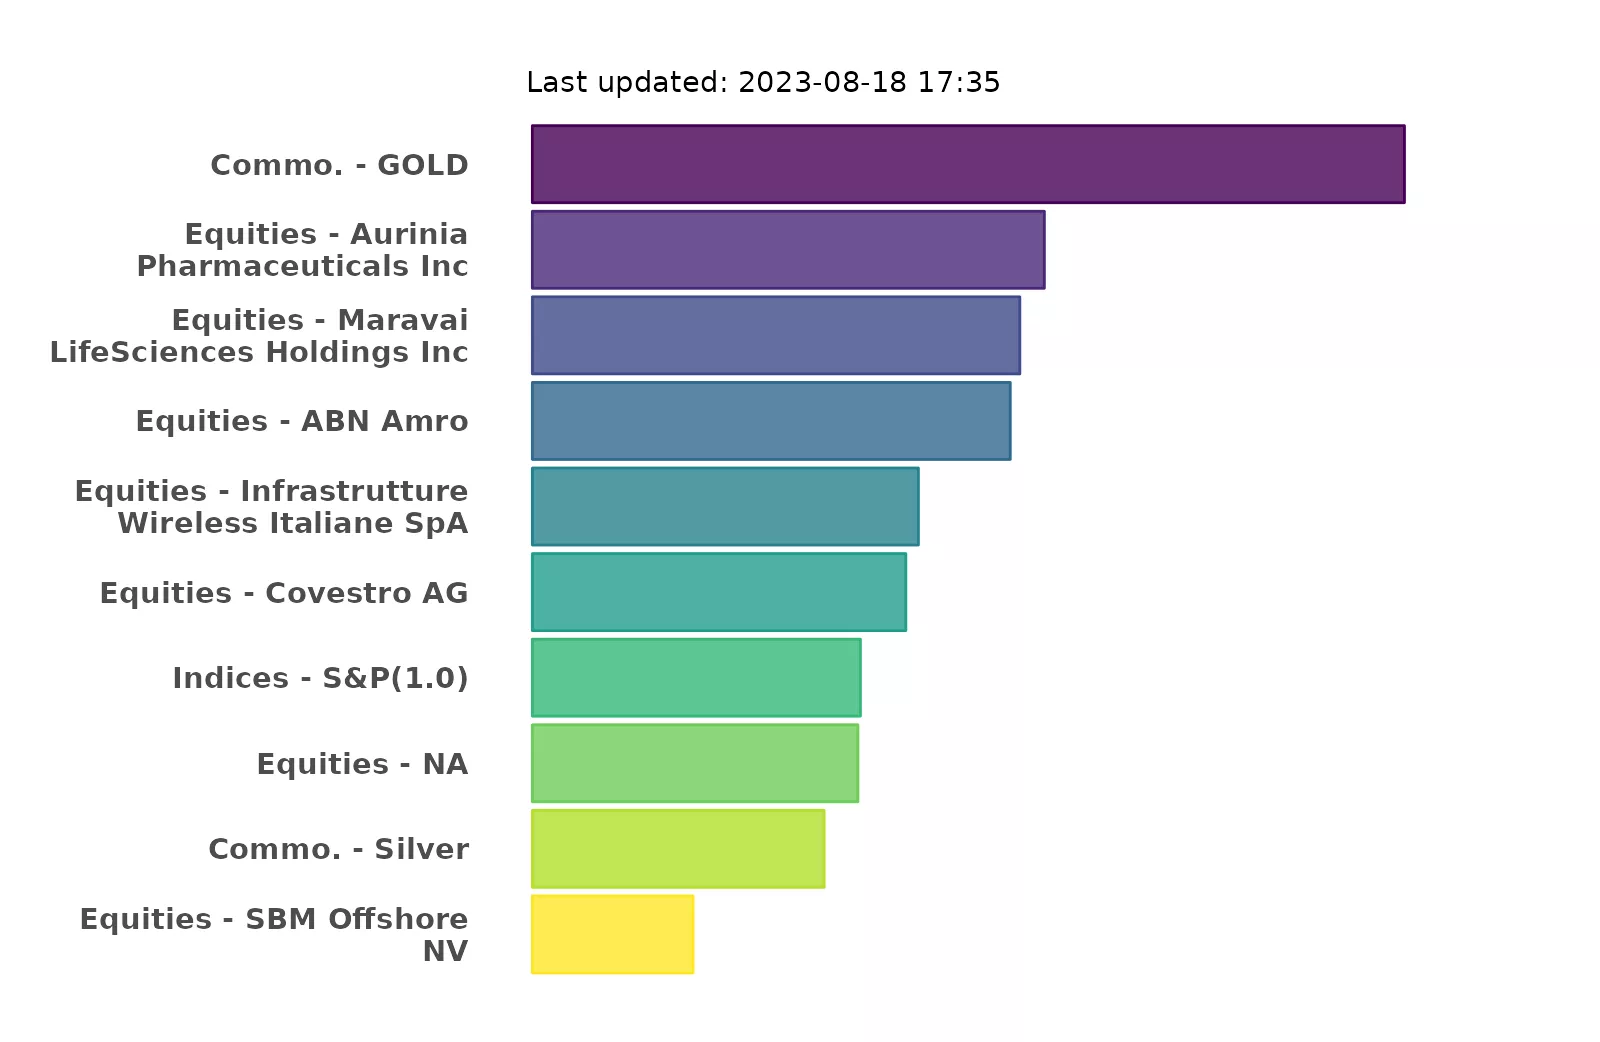 Last updated: 2023-08-18 17:35
Commo. - GOLD
Equities - Aurinia
Pharmaceuticals Inc
Equities - Maravai
LifeSciences Holdings Inc
Equities - ABN Amro
Equities - Infrastrutture
Wireless Italiane SpA
Equities - Covestro AG
Indices - S&P(1.0)
Equities - NA
Commo. - Silver
Equities - SBM Offshore
NV